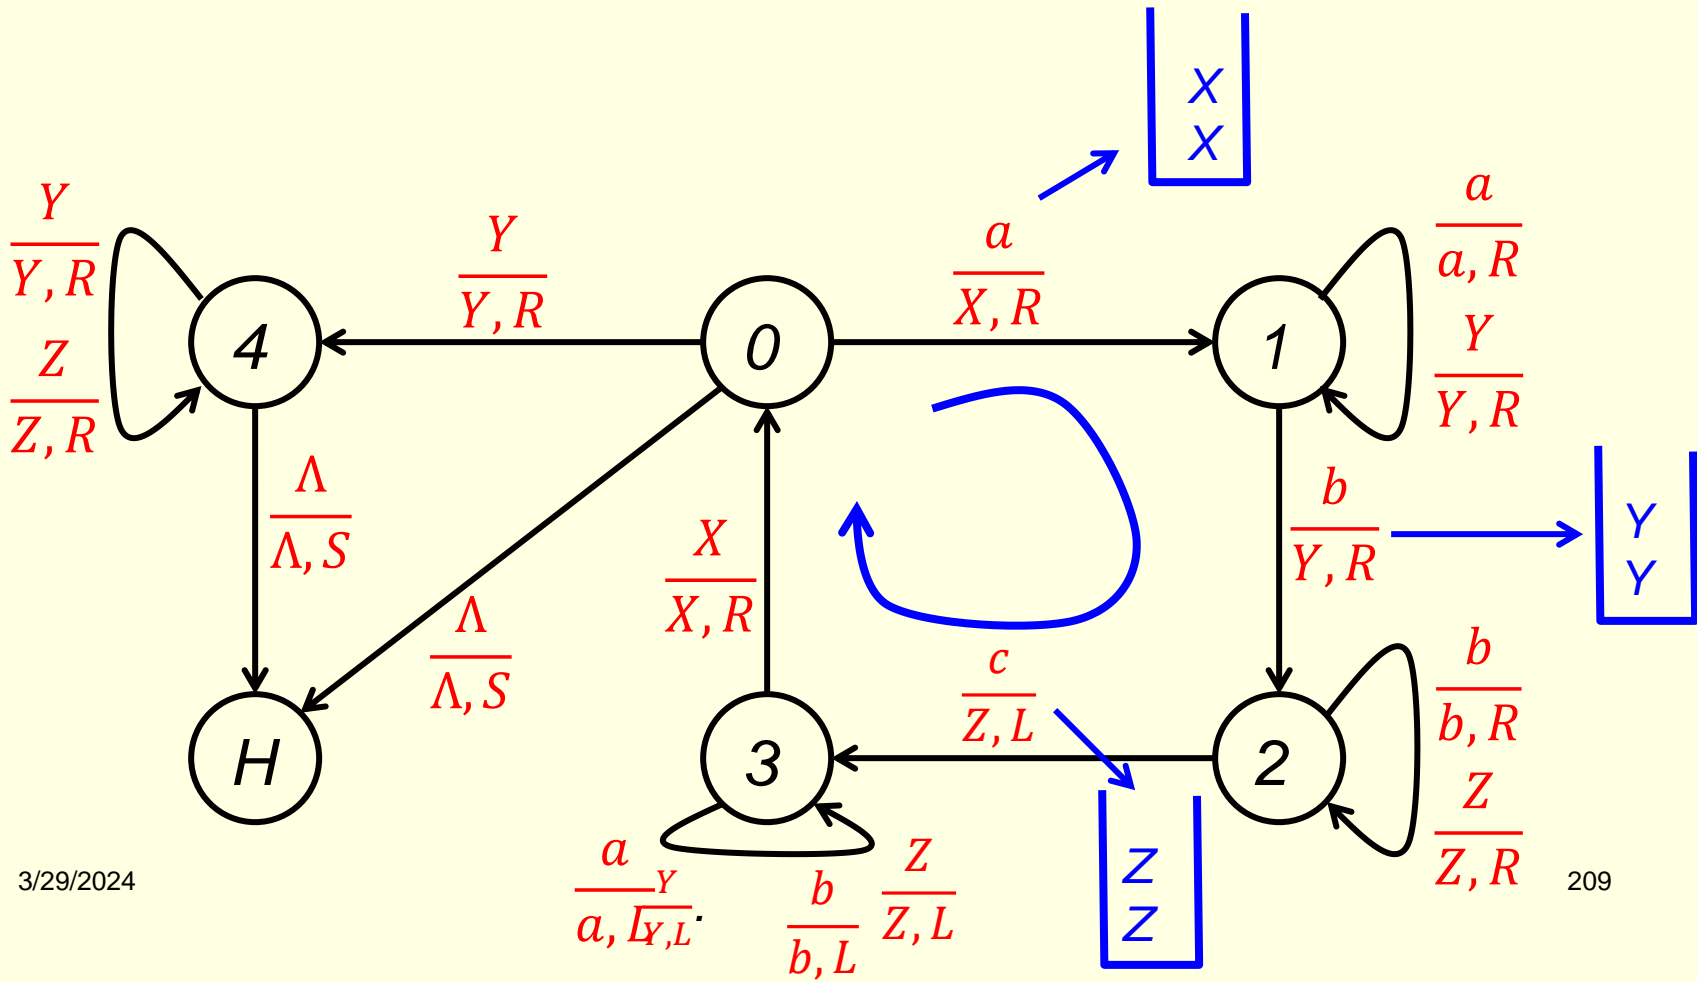 X
X
Y
Y, R
Z
Z, R
Y
Y, R
a
X, R
a
a, R
Y
Y, R
4
0
1
Λ
Λ, S
Λ
Λ, S
X
X, R
b
Y, R
Y
Y
c
Z, L
b
b, R
Z
Z, R
H
3
2
a
a, L
Y
Y, L
.
b
b, L
Z
Z, L
Z
Z
3/29/2024
209